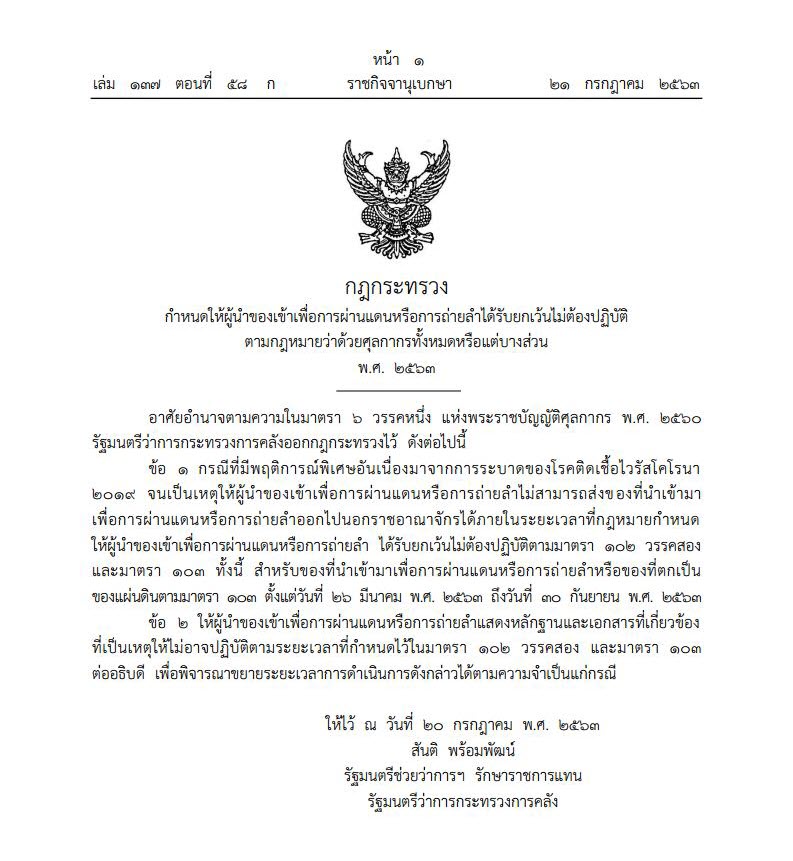 หน้า ๑
เล่ม ๑๓๗ ตอนที่ ๕๘ ก ราชกิจจานุเบกษา ๒๑ กรกฎาคม ๒๕๖๓
กฎกระทรวง
กำหนดให้ผู้นำของเข้าเพื่อการผ่านแดนหรือการถ่ายลำได้รับยกเว้นไม่ต้องปฏิบัติ
ตามกฎหมายว่าด้วยศุลกากรทั้งหมดหรือแต่บางส่วน
พ.ศ. ๒๕๖๓
อาศัยอำนาจตามความในมาตรา ๖ วรรคหนึ่ง แห่งพระราชบัญญัติศุลกากร พ.ศ. ๒๕๖๐
รัฐมนตรีว่าการกระทรวงการคลังออกกฎกระทรวงไว้ ดังต่อไปนี้
ข้อ ๑ กรณีที่มีพฤติการณ์พิเศษอันเนื่องมาจากการระบาดของโรคติดเชื้อไวรัสโคโรนา
๒๐๑๙ จนเป็นเหตุให้ผู้นำของเข้าเพื่อการผ่านแดนหรือการถ่ายลำไม่สามารถส่งของที่นำเข้ามา
เพื่อการผ่านแดนหรือการถ่ายลำออกไปนอกราชอาณาจักรได้ภายในระยะเวลาที่กฎหมายกำหนด
ให้ผู้นำของเข้าเพื่อการผ่านแดนหรือการถ่ายลำ ได้รับยกเว้นไม่ต้องปฏิบัติตามมาตรา ๑๐๒ วรรคสอง
และมาตรา ๑๐๓ ทั้งนี้ สำหรับของที่นำเข้ามาเพื่อการผ่านแดนหรือการถ่ายลำหรือของที่ตกเป็น
ของแผ่นดินตามมาตรา ๑๐๓ ตั้งแต่วันที่ ๒๖ มีนาคม พ.ศ. ๒๕๖๓ ถึงวันที่ ๓๐ กันยายน พ.ศ. ๒๕๖๓
ข้อ ๒ ให้ผู้นำของเข้าเพื่อการผ่านแดนหรือการถ่ายลำแสดงหลักฐานและเอกสารที่เกี่ยวข้อง
ที่เป็นเหตุให้ไม่อาจปฏิบัติตามระยะเวลาที่กำหนดไว้ในมาตรา ๑๐๒ วรรคสอง และมาตรา ๑๐๓
ต่ออธิบดี เพื่อพิจารณาขยายระยะเวลาการดำเนินการดังกล่าวได้ตามความจำเป็นแก่กรณี
ให้ไว้ ณ วันที่ ๒๐ กรกฎาคม พ.ศ. ๒๕๖๓
สันติ พร้อมพัฒน์
รัฐมนตรีช่วยว่าการฯ รักษาราชการแทน
รัฐมนตรีว่าการกระทรวงการคลัง